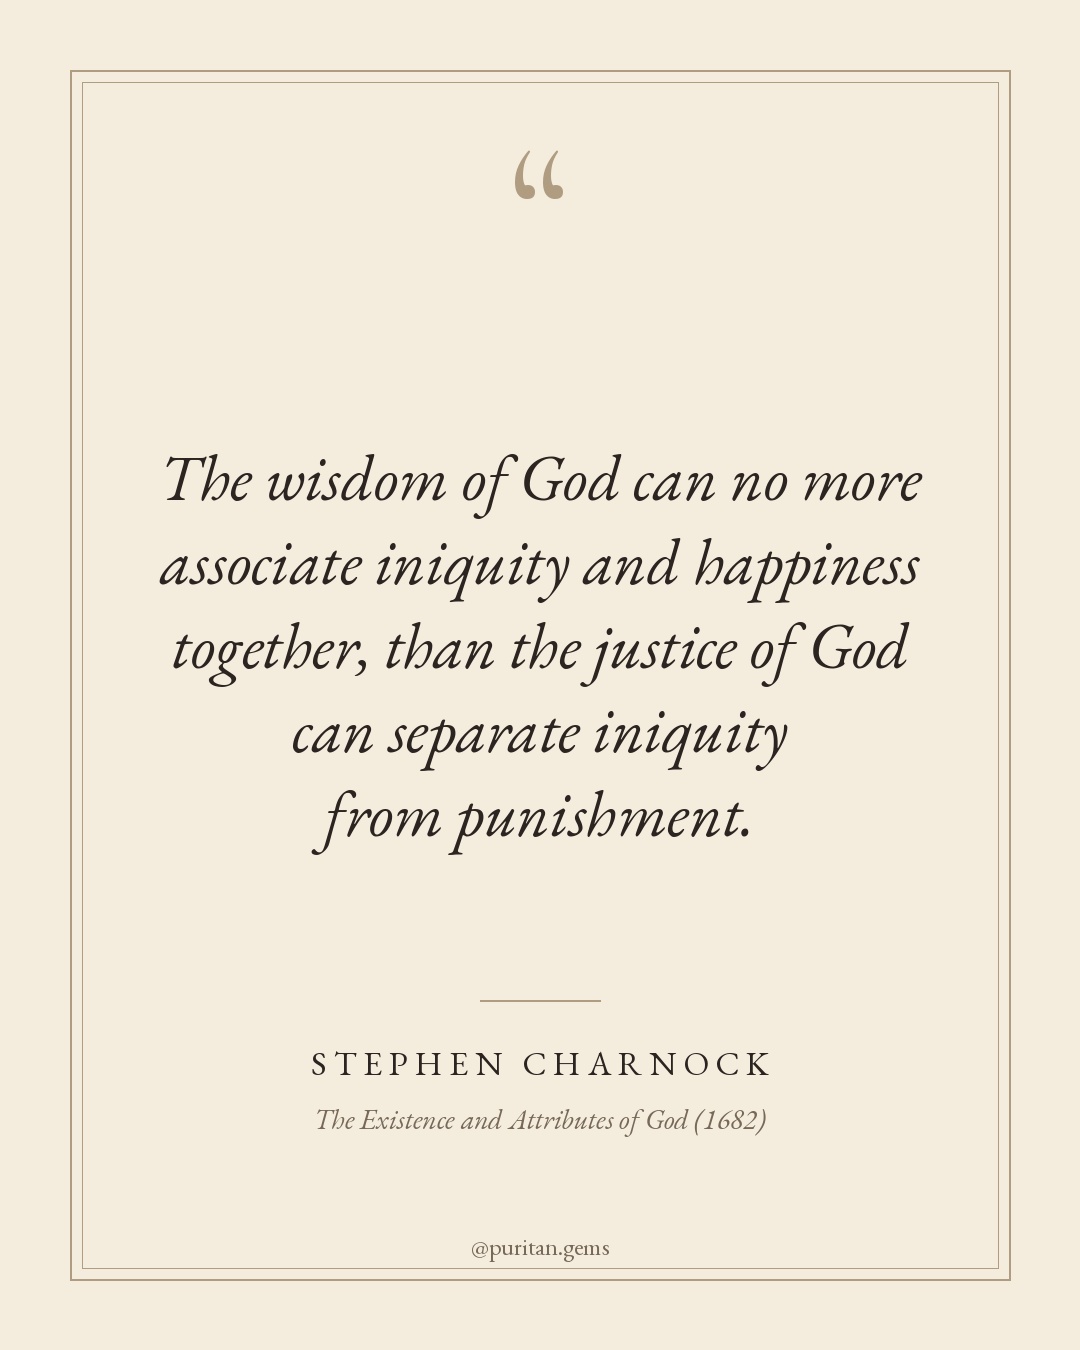 “
The wisdom of God can no more
associate iniquity and happiness
together, than the justice of God
can separate iniquity
from punishment.
STEPHEN CHARNOCK
The Existence and Attributes of God (1682)
@puritan.gems